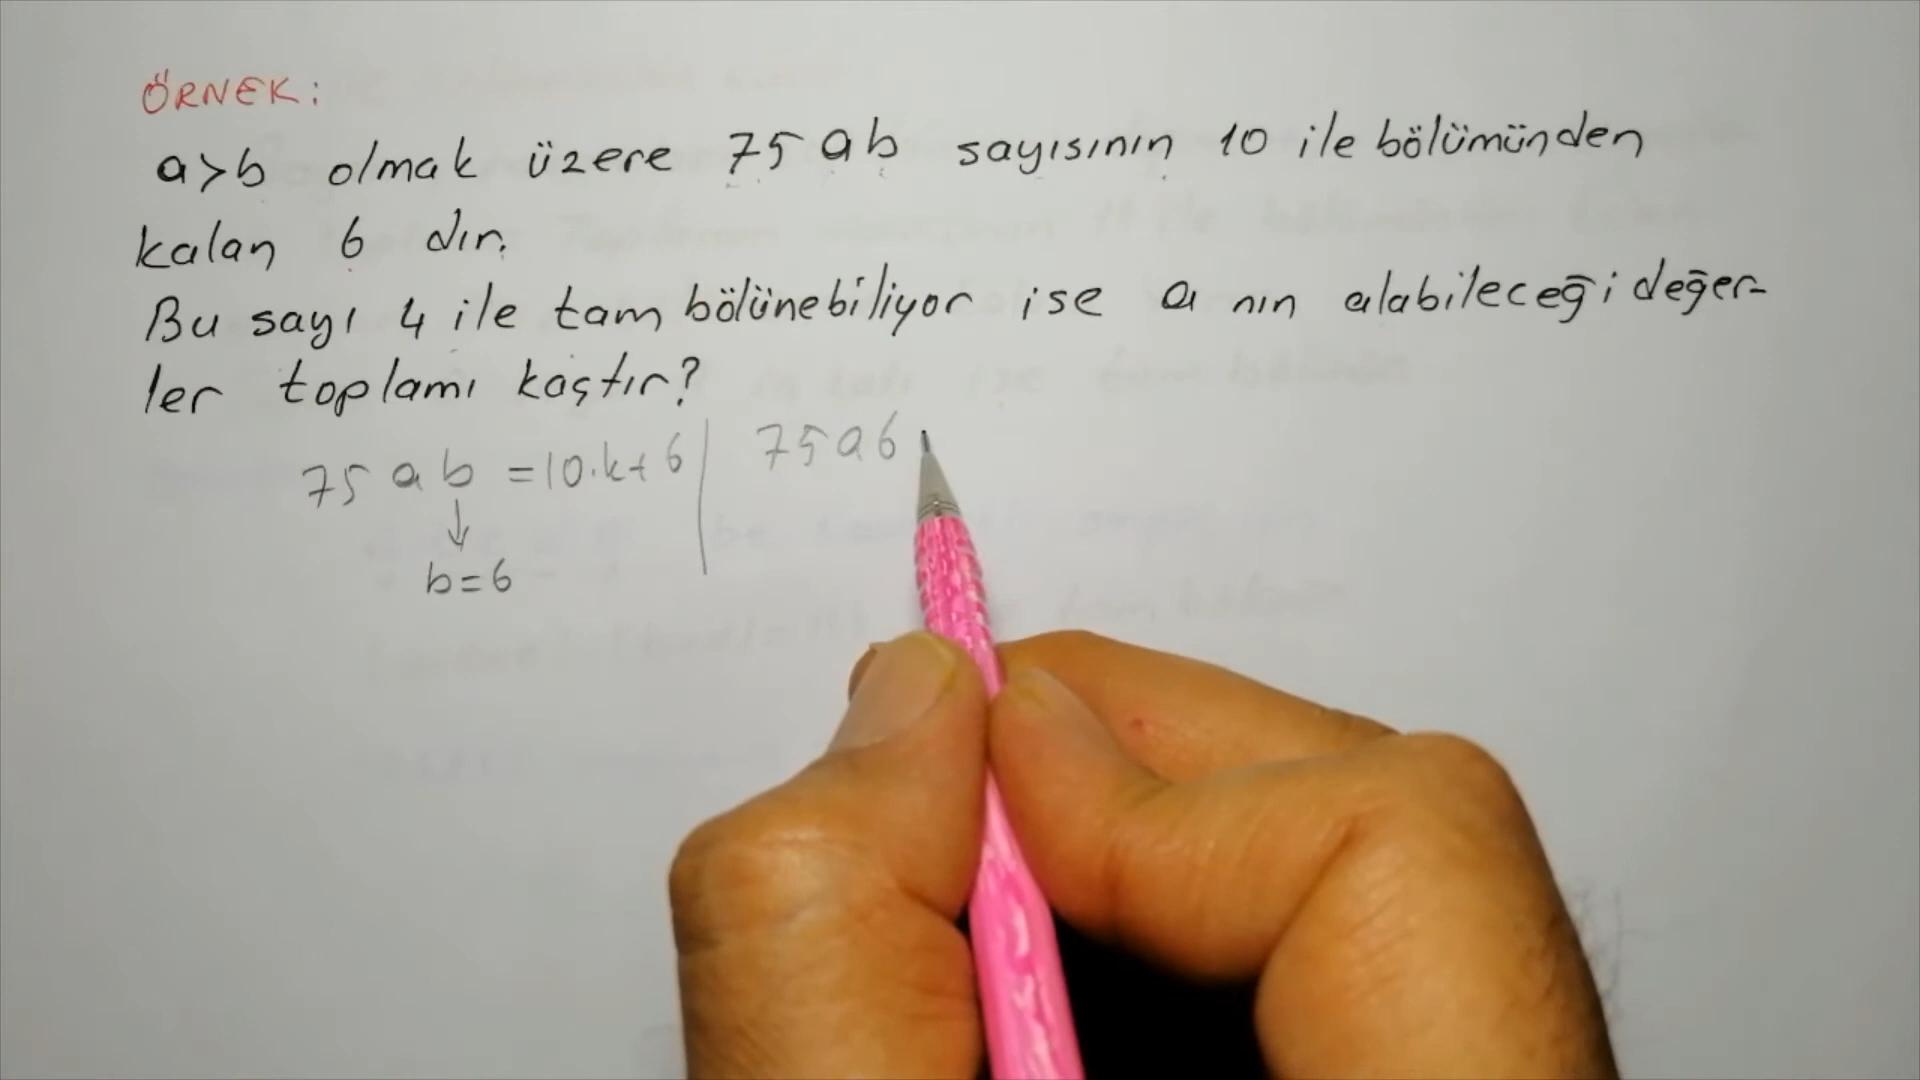 ÖRNEK:
a>b olmak üzere 75ab sayısının 10 ile bölümünden
kalan 6 dır.
Bu sayı 4 ile tam bölünebiliyor ise a nın alabileceği değer-
ler toplamı kaçtır?
75ab = 10.k+6 | 75a6
↓
b=6